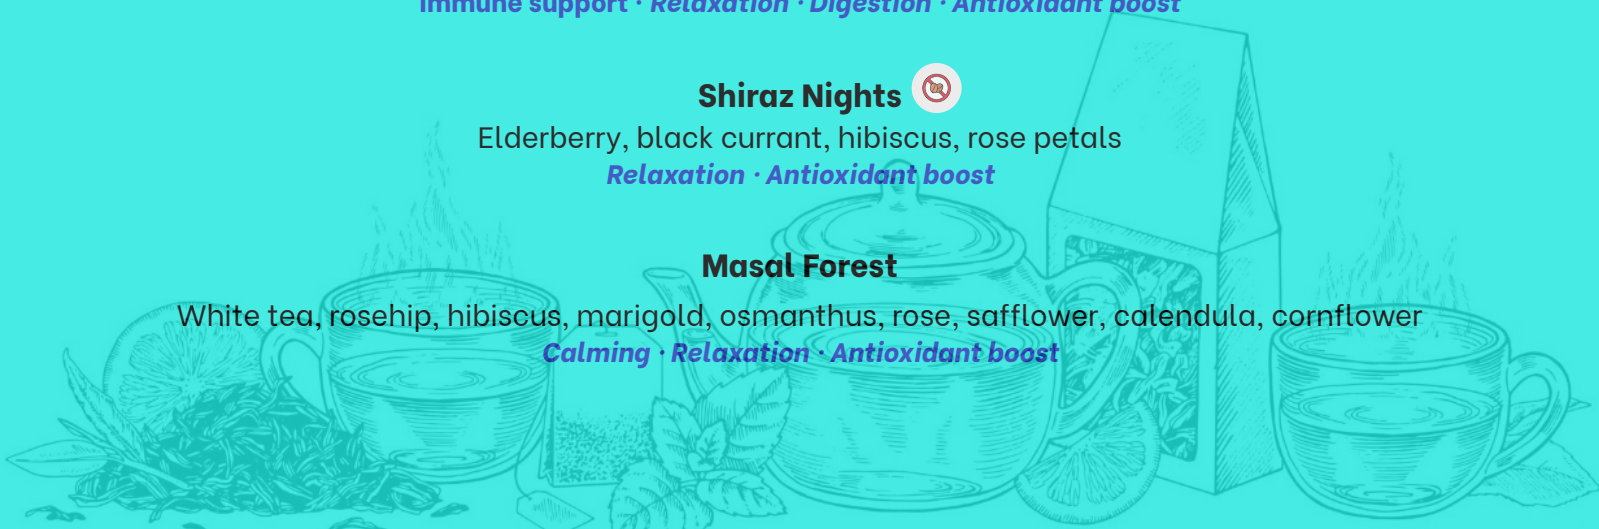 Immune support · Relaxation · Digestion · Antioxidant boost
Shiraz Nights
Elderberry, black currant, hibiscus, rose petals
Relaxation · Antioxidant boost
Masal Forest
White tea, rosehip, hibiscus, marigold, osmanthus, rose, safflower, calendula, cornflower
Calming · Relaxation · Antioxidant boost